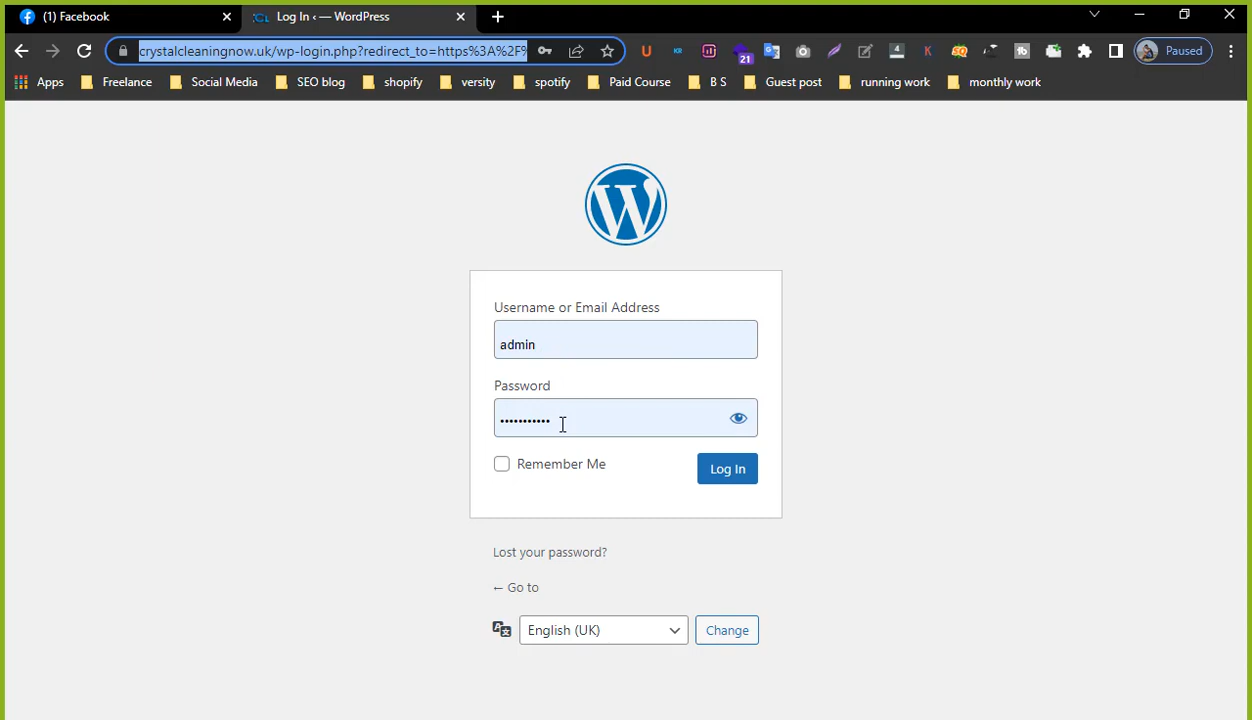 (1) Facebook
Log In ‹ — WordPress
crystalcleaningnow.uk/wp-login.php?redirect_to=https%3A%2F%
21
4
Paused
Apps
Freelance
Social Media
SEO blog
shopify
versity
spotify
Paid Course
B S
Guest post
running work
monthly work
Username or Email Address
admin
Password
•••••••••••
Remember Me
Log In
Lost your password?
← Go to
English (UK)
Change